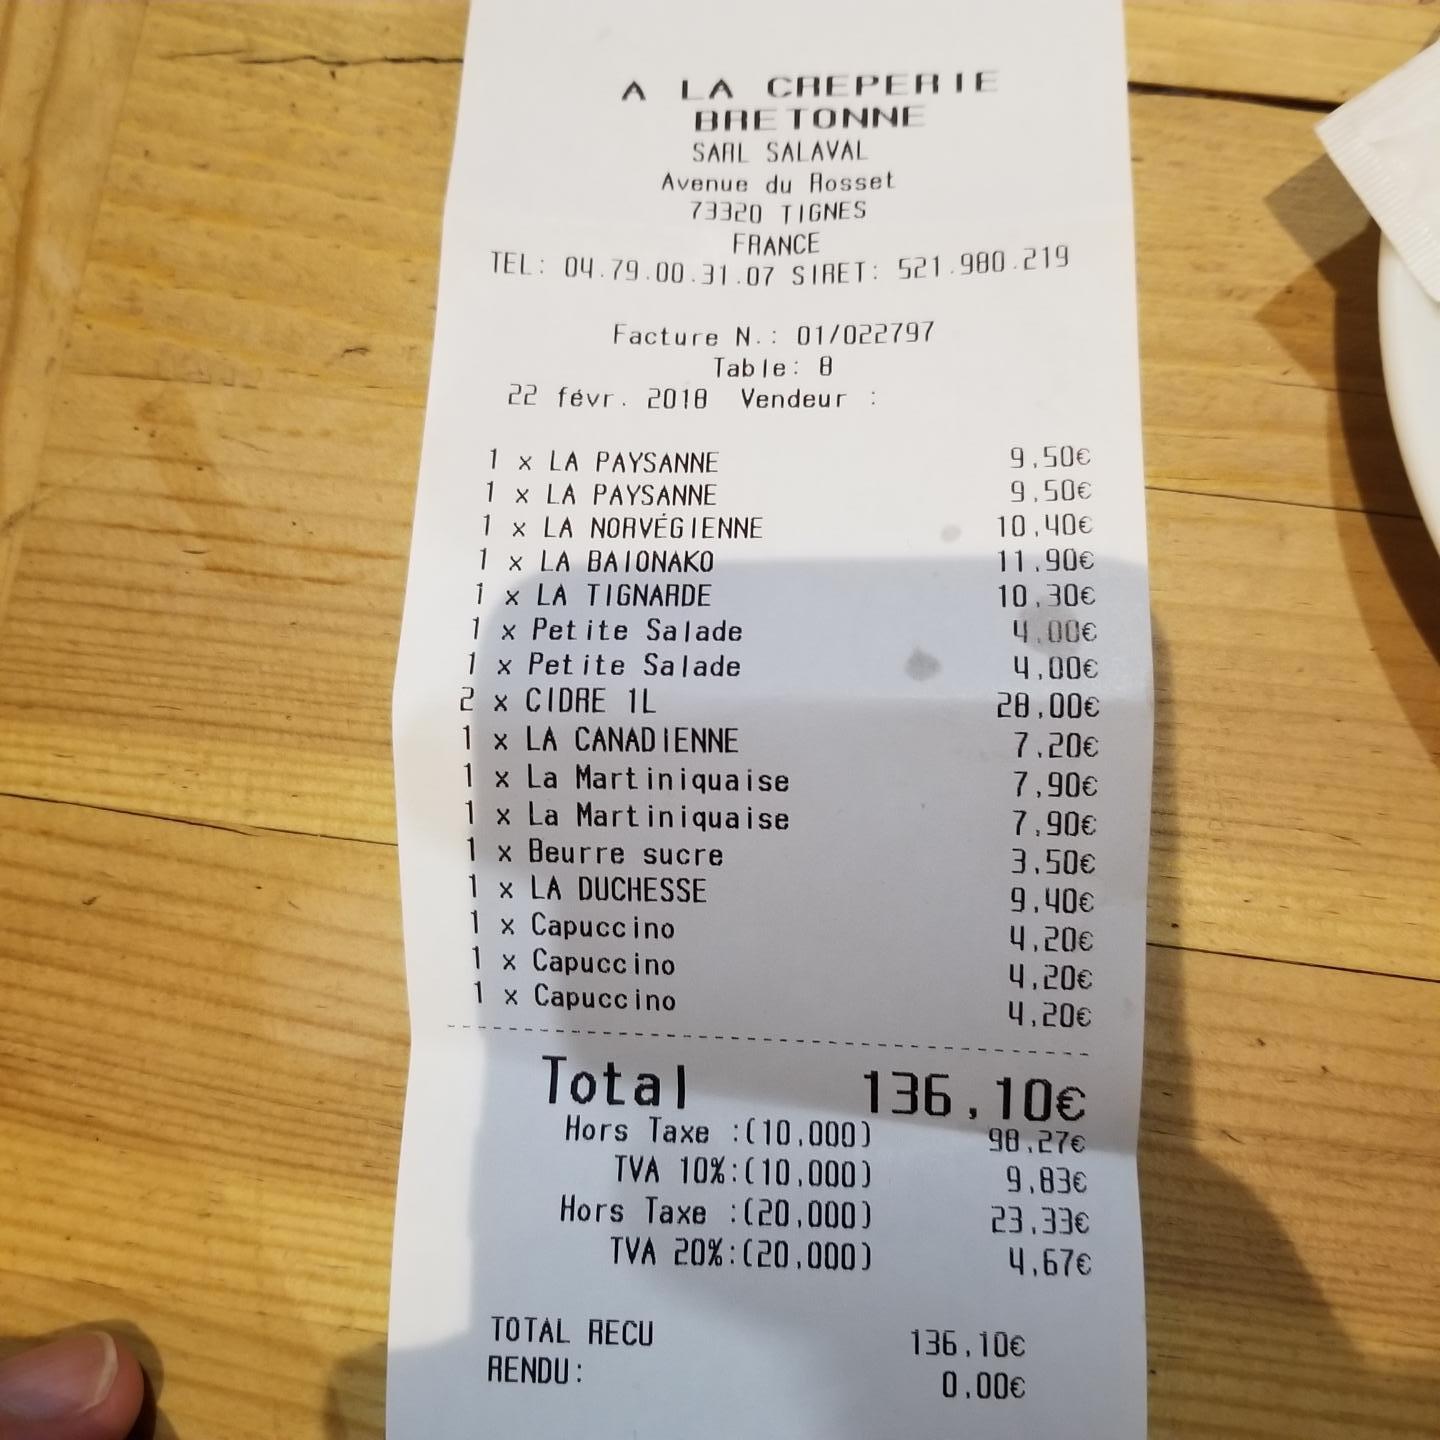 A LA CREPERIE
BRETONNE
SARL SALAVAL
Avenue du Rosset
73320 TIGNES
FRANCE
TEL: 04.79.00.31.07 SIRET: 521.980.219
Facture N.: 01/022797
Table: 8
22 févr. 2018 Vendeur :
1 x LA PAYSANNE 9,50€
1 x LA PAYSANNE 9,50€
1 x LA NORVÉGIENNE 10,40€
1 x LA BAIONAKO 11,90€
1 x LA TIGNARDE 10,30€
1 x Petite Salade 4,00€
1 x Petite Salade 4,00€
2 x CIDRE 1L 28,00€
1 x LA CANADIENNE 7,20€
1 x La Martiniquaise 7,90€
1 x La Martiniquaise 7,90€
1 x Beurre sucre 3,50€
1 x LA DUCHESSE 9,40€
1 x Capuccino 4,20€
1 x Capuccino 4,20€
1 x Capuccino 4,20€
Total 136,10€
Hors Taxe :(10,000) 98,27€
TVA 10%:(10,000) 9,83€
Hors Taxe :(20,000) 23,33€
TVA 20%:(20,000) 4,67€
TOTAL RECU 136,10€
RENDU: 0,00€